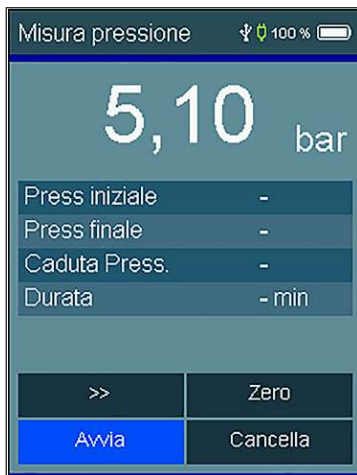 Misura pressione 100 %
5,10 bar
Press iniziale -
Press finale -
Caduta Press. -
Durata - min
>> Zero
Avvia Cancella